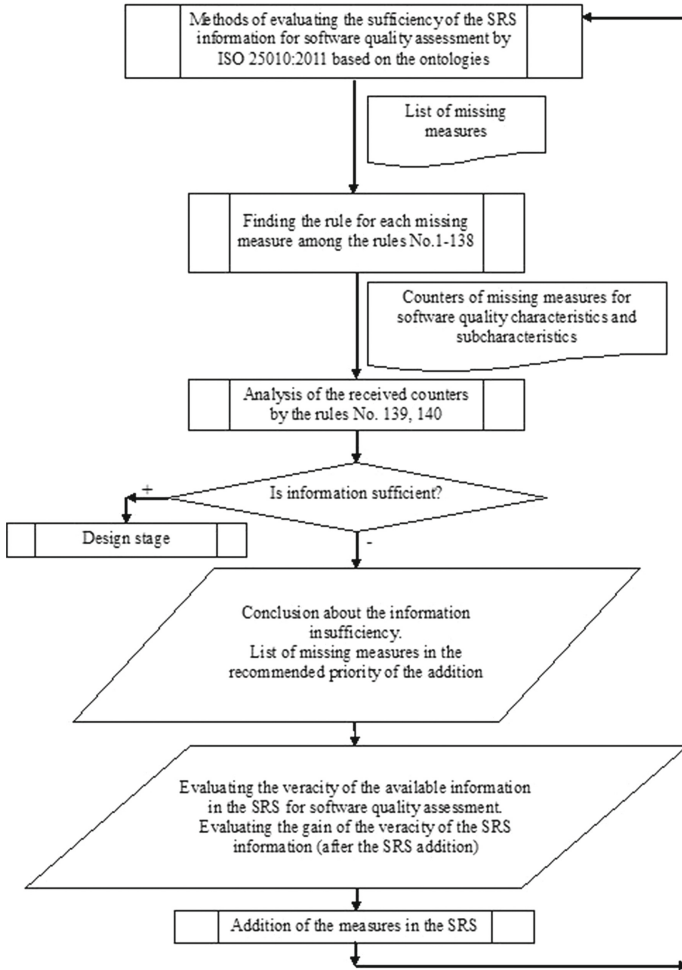 Methods of evaluating the sufficiency of the SRS
information for software quality assessment by
ISO 25010:2011 based on the ontologies
List of missing
measures
Finding the rule for each missing
measure among the rules No.1-138
Counters of missing measures for
software quality characteristics and
subcharacteristics
Analysis of the received counters
by the rules No. 139, 140
Is information sufficient?
+
Design stage
-
Conclusion about the information
insufficiency.
List of missing measures in the
recommended priority of the addition
Evaluating the veracity of the available information
in the SRS for software quality assessment.
Evaluating the gain of the veracity of the SRS
information (after the SRS addition)
Addition of the measures in the SRS